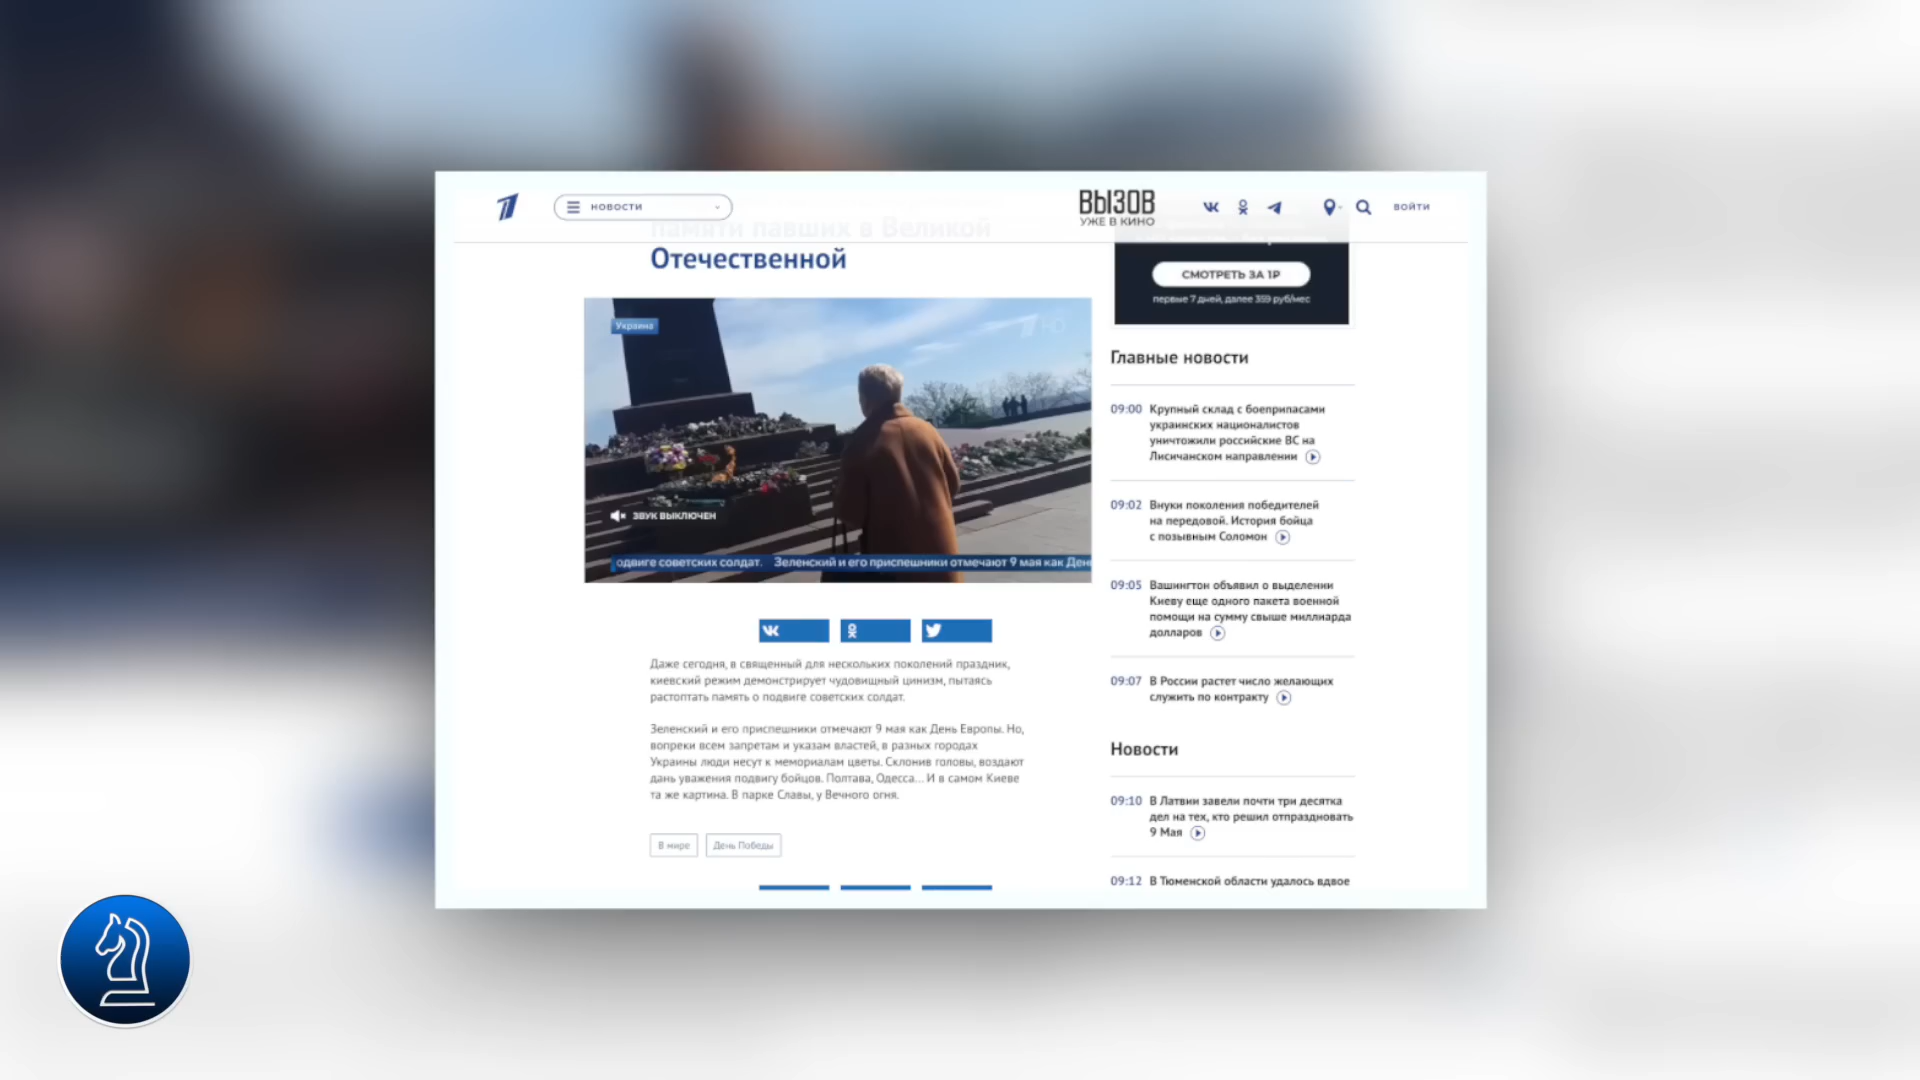 НОВОСТИ
ВЫЗОВ
УЖЕ В КИНО
ВОЙТИ
памяти павших в Великой
Отечественной
СМОТРЕТЬ ЗА 1₽
первые 7 дней, далее 359 руб/мес
Украина
ЗВУК ВЫКЛЮЧЕН
одвиге советских солдат. Зеленский и его приспешники отмечают 9 мая как Ден
Даже сегодня, в священный для нескольких поколений праздник,
киевский режим демонстрирует чудовищный цинизм, пытаясь
растоптать память о подвиге советских солдат.
Зеленский и его приспешники отмечают 9 мая как День Европы. Но,
вопреки всем запретам и указам властей, в разных городах
Украины люди несут к мемориалам цветы. Склонив головы, воздают
дань уважения подвигу бойцов. Полтава, Одесса... И в самом Киеве
та же картина. В парке Славы, у Вечного огня.
В мире
День Победы
Главные новости
09:00 Крупный склад с боеприпасами
украинских националистов
уничтожили российские ВС на
Лисичанском направлении
09:02 Внуки поколения победителей
на передовой. История бойца
с позывным Соломон
09:05 Вашингтон объявил о выделении
Киеву еще одного пакета военной
помощи на сумму свыше миллиарда
долларов
09:07 В России растет число желающих
служить по контракту
Новости
09:10 В Латвии завели почти три десятка
дел на тех, кто решил отпраздновать
9 Мая
09:12 В Тюменской области удалось вдвое